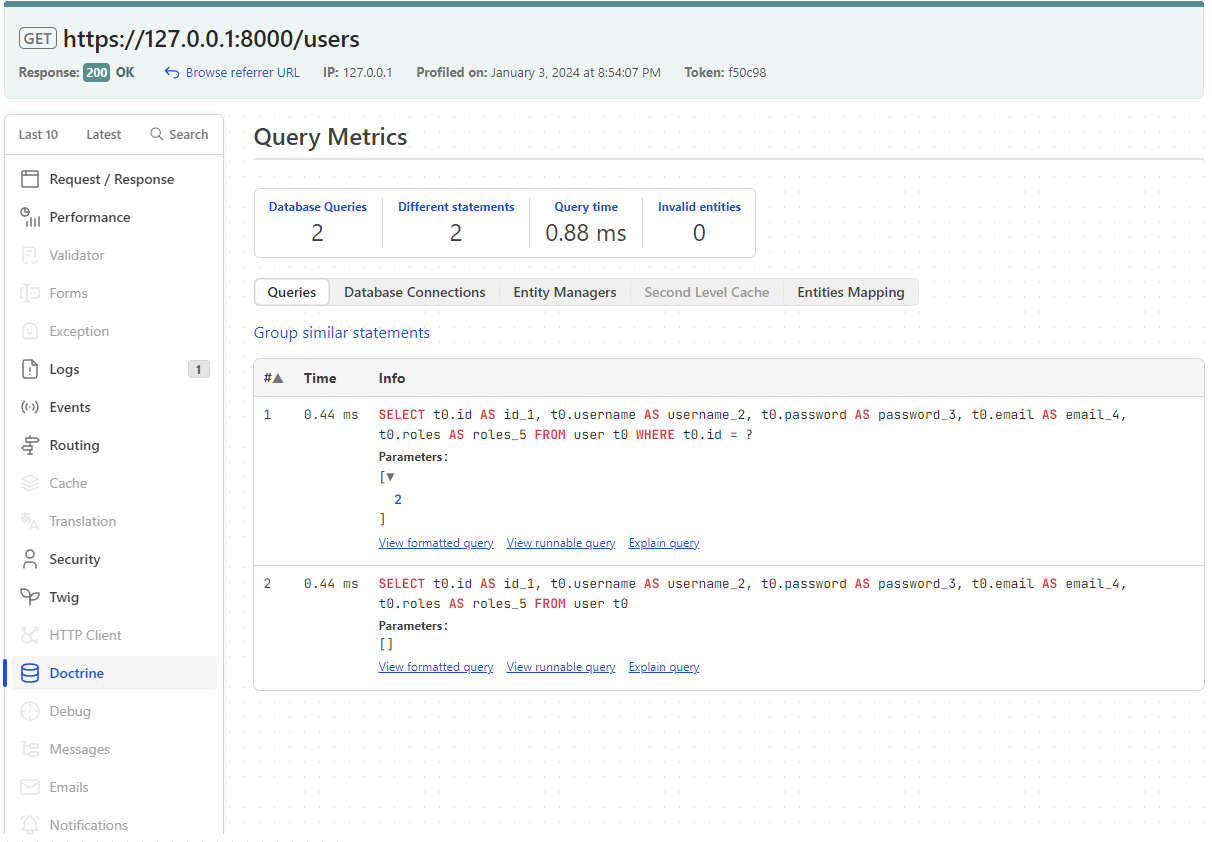 GET https://127.0.0.1:8000/users
Response: 200 OK Browse referrer URL IP: 127.0.0.1 Profiled on: January 3, 2024 at 8:54:07 PM Token: f50c98
Last 10 Latest Search
Request / Response
Performance
Validator
Forms
Exception
Logs 1
Events
Routing
Cache
Translation
Security
Twig
HTTP Client
Doctrine
Debug
Messages
Emails
Notifications
Query Metrics
Database Queries
2
Different statements
2
Query time
0.88 ms
Invalid entities
0
Queries Database Connections Entity Managers Second Level Cache Entities Mapping
Group similar statements
#▲ Time Info
1 0.44 ms SELECT t0.id AS id_1, t0.username AS username_2, t0.password AS password_3, t0.email AS email_4,
t0.roles AS roles_5 FROM user t0 WHERE t0.id = ?
Parameters:
[▼
2
]
View formatted query View runnable query Explain query
2 0.44 ms SELECT t0.id AS id_1, t0.username AS username_2, t0.password AS password_3, t0.email AS email_4,
t0.roles AS roles_5 FROM user t0
Parameters:
[]
View formatted query View runnable query Explain query